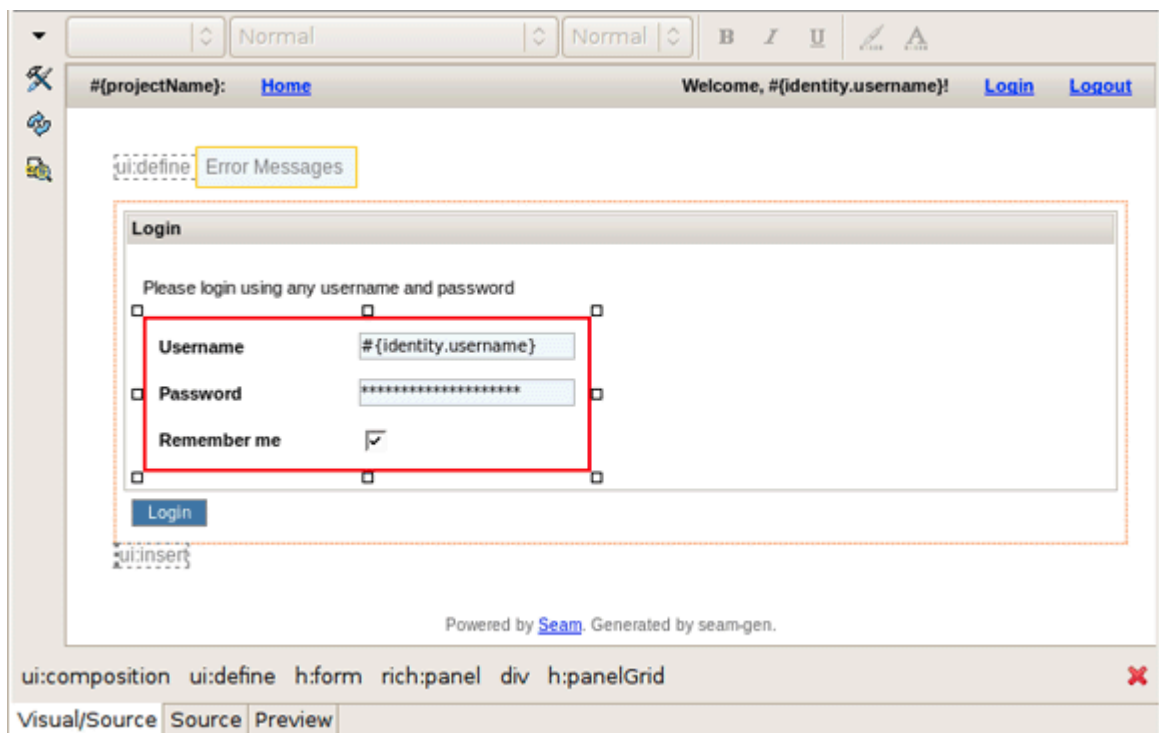 Normal Normal B I U A
#{projectName}: Home Welcome, #{identity.username}! Login Logout
ui:define Error Messages
Login
Please login using any username and password
Username #{identity.username}
Password ********************
Remember me
Login
ui:insert
Powered by Seam. Generated by seam-gen.
ui:composition ui:define h:form rich:panel div h:panelGrid
Visual/Source Source Preview